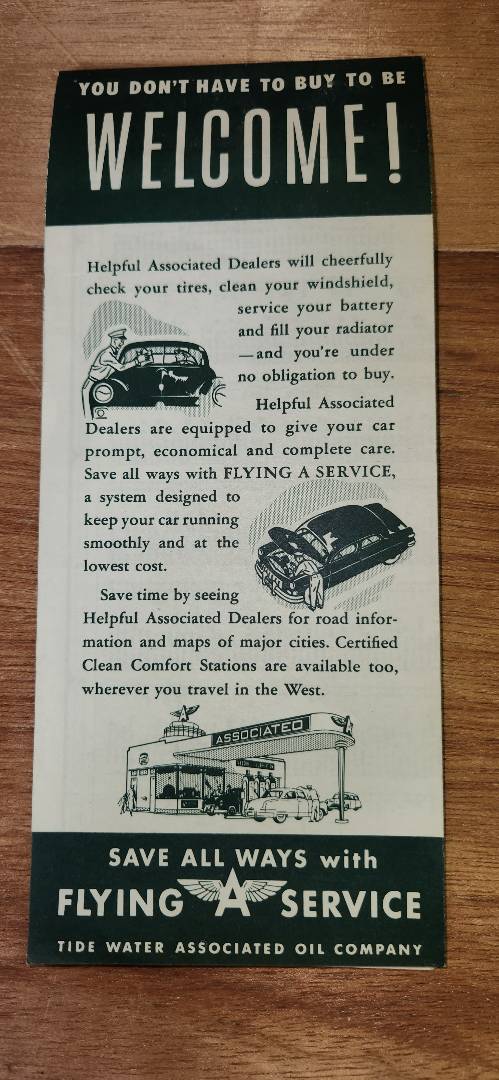 YOU DON'T HAVE TO BUY TO BE
WELCOME!
Helpful Associated Dealers will cheerfully
check your tires, clean your windshield,
service your battery
and fill your radiator
—and you're under
no obligation to buy.
Helpful Associated
Dealers are equipped to give your car
prompt, economical and complete care.
Save all ways with FLYING A SERVICE,
a system designed to
keep your car running
smoothly and at the
lowest cost.
Save time by seeing
Helpful Associated Dealers for road infor-
mation and maps of major cities. Certified
Clean Comfort Stations are available too,
wherever you travel in the West.
ASSOCIATED
SAVE ALL WAYS with
FLYING A SERVICE
TIDE WATER ASSOCIATED OIL COMPANY